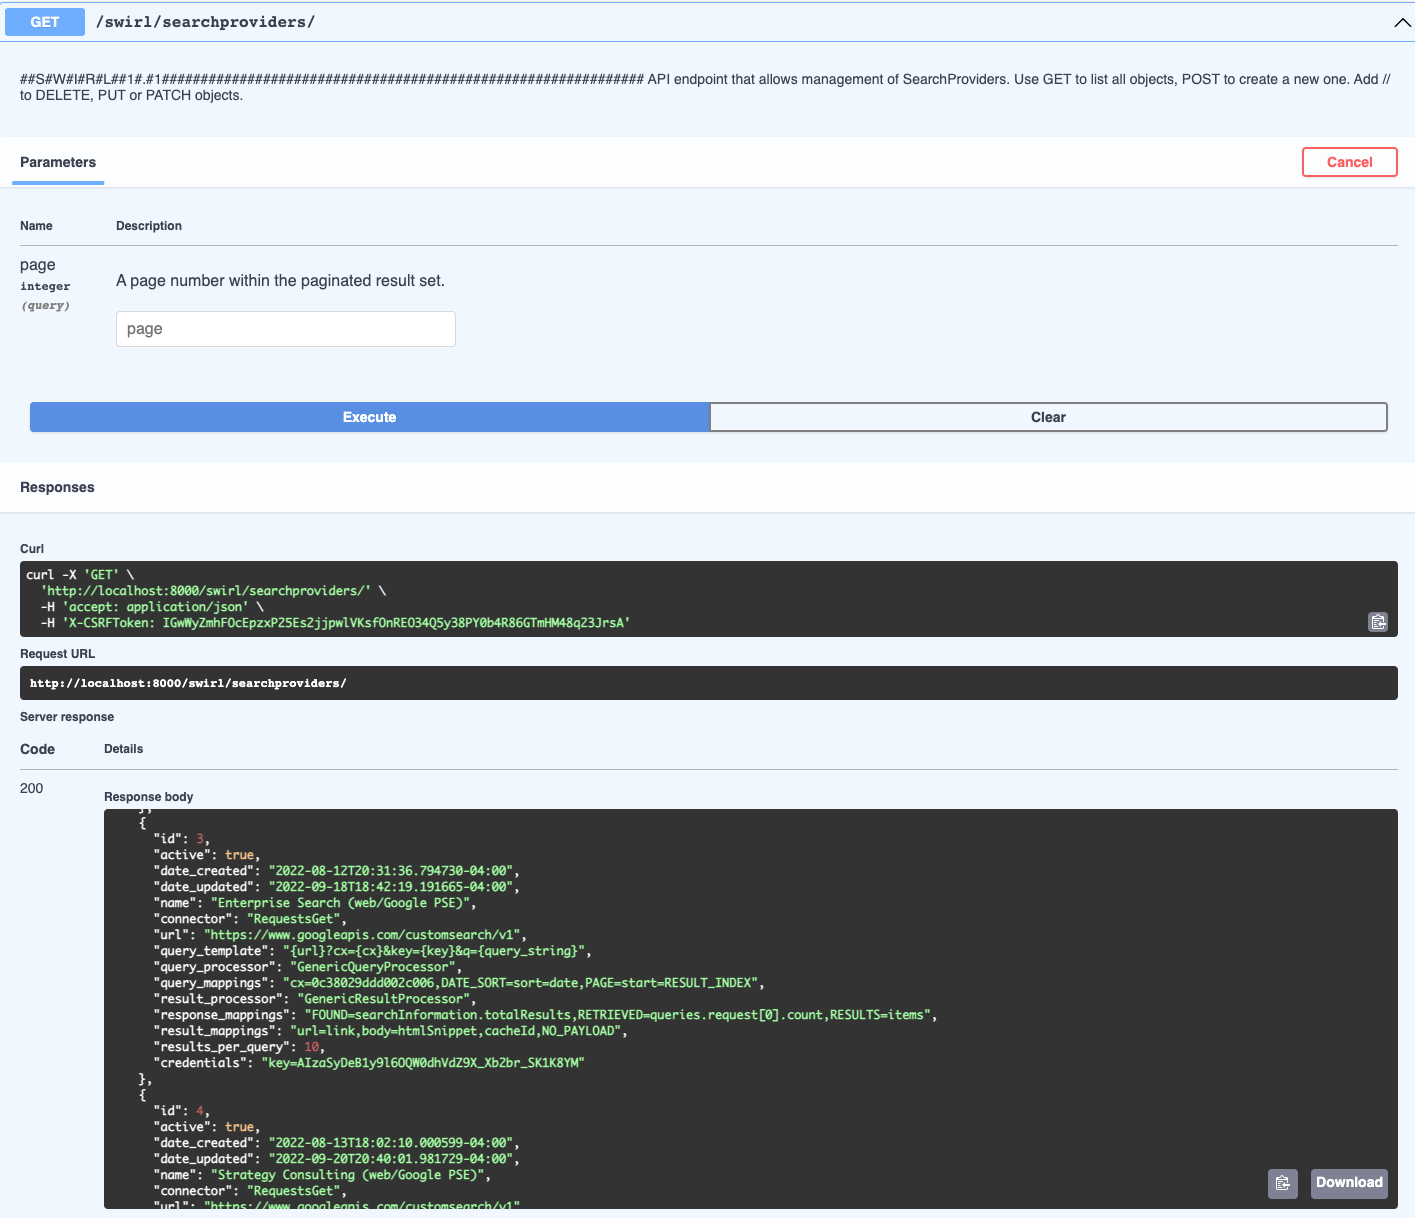 GET /swirl/searchproviders/
##S#W#I#R#L##1#.#1############################################################## API endpoint that allows management of SearchProviders. Use GET to list all objects, POST to create a new one. Add //
to DELETE, PUT or PATCH objects.
Parameters
Cancel
Name Description
page
integer
(query)
A page number within the paginated result set.
page
Execute
Clear
Responses
Curl
curl -X 'GET' \
'http://localhost:8000/swirl/searchproviders/' \
-H 'accept: application/json' \
-H 'X-CSRFToken: IGwWyZmhFOcEpzxP25Es2jjpwlVKsfOnREO34Q5y38PY0b4R86GTmHM48q23JrsA'
Request URL
http://localhost:8000/swirl/searchproviders/
Server response
Code Details
200
Response body
},
{
"id": 3,
"active": true,
"date_created": "2022-08-12T20:31:36.794730-04:00",
"date_updated": "2022-09-18T18:42:19.191665-04:00",
"name": "Enterprise Search (web/Google PSE)",
"connector": "RequestsGet",
"url": "https://www.googleapis.com/customsearch/v1",
"query_template": "{url}?cx={cx}&key={key}&q={query_string}",
"query_processor": "GenericQueryProcessor",
"query_mappings": "cx=0c38029ddd002c006,DATE_SORT=sort=date,PAGE=start=RESULT_INDEX",
"result_processor": "GenericResultProcessor",
"response_mappings": "FOUND=searchInformation.totalResults,RETRIEVED=queries.request[0].count,RESULTS=items",
"result_mappings": "url=link,body=htmlSnippet,cacheId,NO_PAYLOAD",
"results_per_query": 10,
"credentials": "key=AIzaSyDeB1y9l6OQW0dhVdZ9X_Xb2br_SK1K8YM"
},
{
"id": 4,
"active": true,
"date_created": "2022-08-13T18:02:10.000599-04:00",
"date_updated": "2022-09-20T20:40:01.981729-04:00",
"name": "Strategy Consulting (web/Google PSE)",
"connector": "RequestsGet",
"url": "https://www.googleapis.com/customsearch/v1"
Download